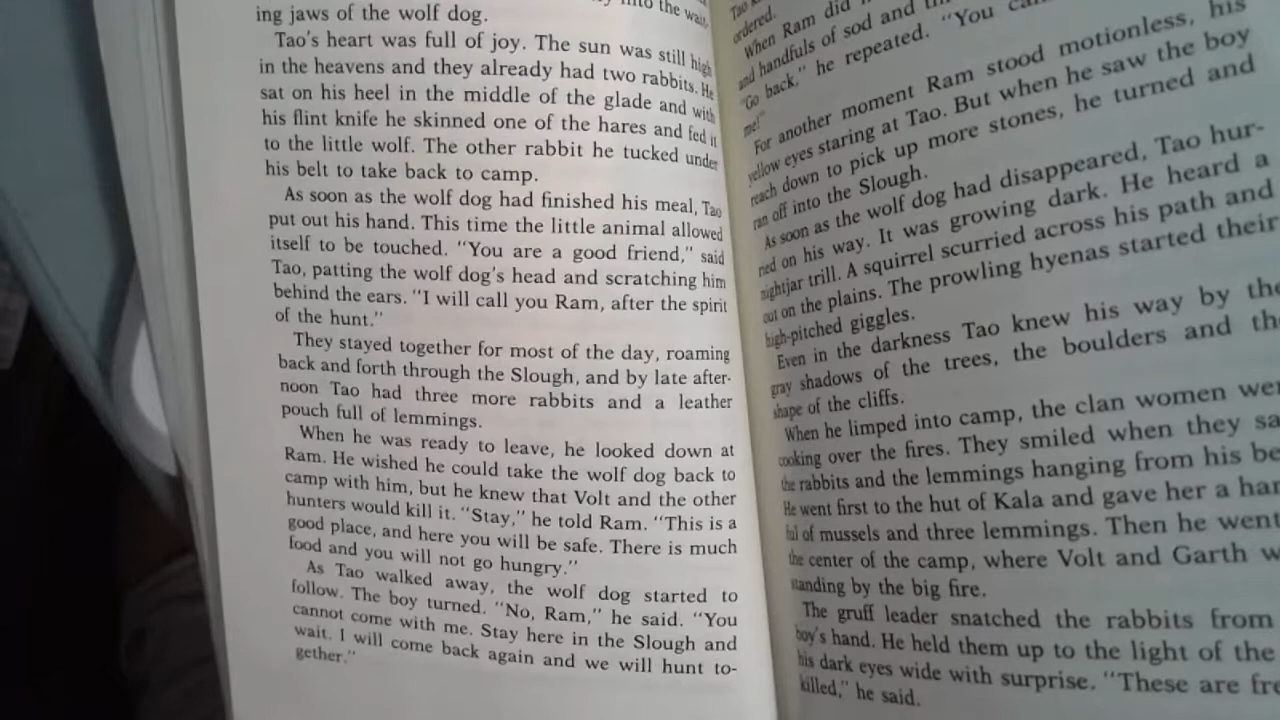 into the wait-
ing jaws of the wolf dog.
Tao's heart was full of joy. The sun was still high
in the heavens and they already had two rabbits. He
sat on his heel in the middle of the glade and with
his flint knife he skinned one of the hares and fed it
to the little wolf. The other rabbit he tucked under
his belt to take back to camp.
As soon as the wolf dog had finished his meal, Tao
put out his hand. This time the little animal allowed
itself to be touched. "You are a good friend," said
Tao, patting the wolf dog's head and scratching him
behind the ears. "I will call you Ram, after the spirit
of the hunt."
They stayed together for most of the day, roaming
back and forth through the Slough, and by late after-
noon Tao had three more rabbits and a leather
pouch full of lemmings.
When he was ready to leave, he looked down at
Ram. He wished he could take the wolf dog back to
camp with him, but he knew that Volt and the other
hunters would kill it. "Stay," he told Ram. "This is a
good place, and here you will be safe. There is much
food and you will not go hungry."
As Tao walked away, the wolf dog started to
follow. The boy turned. "No, Ram," he said. "You
cannot come with me. Stay here in the Slough and
wait. I will come back again and we will hunt to-
gether."
Tao
ordered.
When Ram did
and handfuls of sod and
"Go back," he repeated. "You
me!"
For another moment Ram stood motionless, his
yellow eyes staring at Tao. But when he saw the boy
reach down to pick up more stones, he turned and
ran off into the Slough.
As soon as the wolf dog had disappeared, Tao hur-
ried on his way. It was growing dark. He heard a
nightjar trill. A squirrel scurried across his path and
out on the plains. The prowling hyenas started their
high-pitched giggles.
Even in the darkness Tao knew his way by the
gray shadows of the trees, the boulders and the
shape of the cliffs.
When he limped into camp, the clan women
cooking over the fires. They smiled when they
the rabbits and the lemmings hanging from his
He went first to the hut of Kala and gave her a
ful of mussels and three lemmings. Then he went
the center of the camp, where Volt and Garth
standing by the big fire.
The gruff leader snatched the rabbits from
boy's hand. He held them up to the light of the
his dark eyes wide with surprise. "These are
killed," he said.